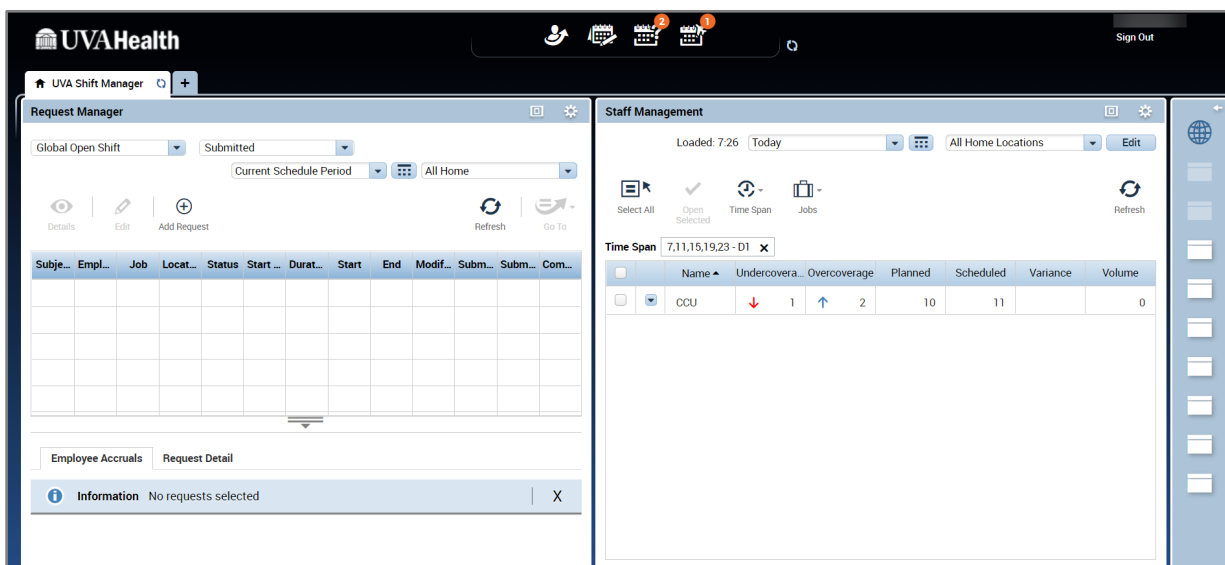 UVAHealth
2
1
Sign Out
UVA Shift Manager
+
Request Manager
Global Open Shift
Submitted
Current Schedule Period
All Home
Details
Edit
Add Request
Refresh
Go To
Subje... Empl... Job Locat... Status Start ... Durat... Start End Modif... Subm... Subm... Com...
Employee Accruals
Request Detail
Information No requests selected X
Staff Management
Loaded: 7:26 Today All Home Locations Edit
Select All
Open Selected
Time Span
Jobs
Refresh
Time Span 7,11,15,19,23 - D1 x
Name Undercovera... Overcoverage Planned Scheduled Variance Volume
CCU 1 2 10 11 0